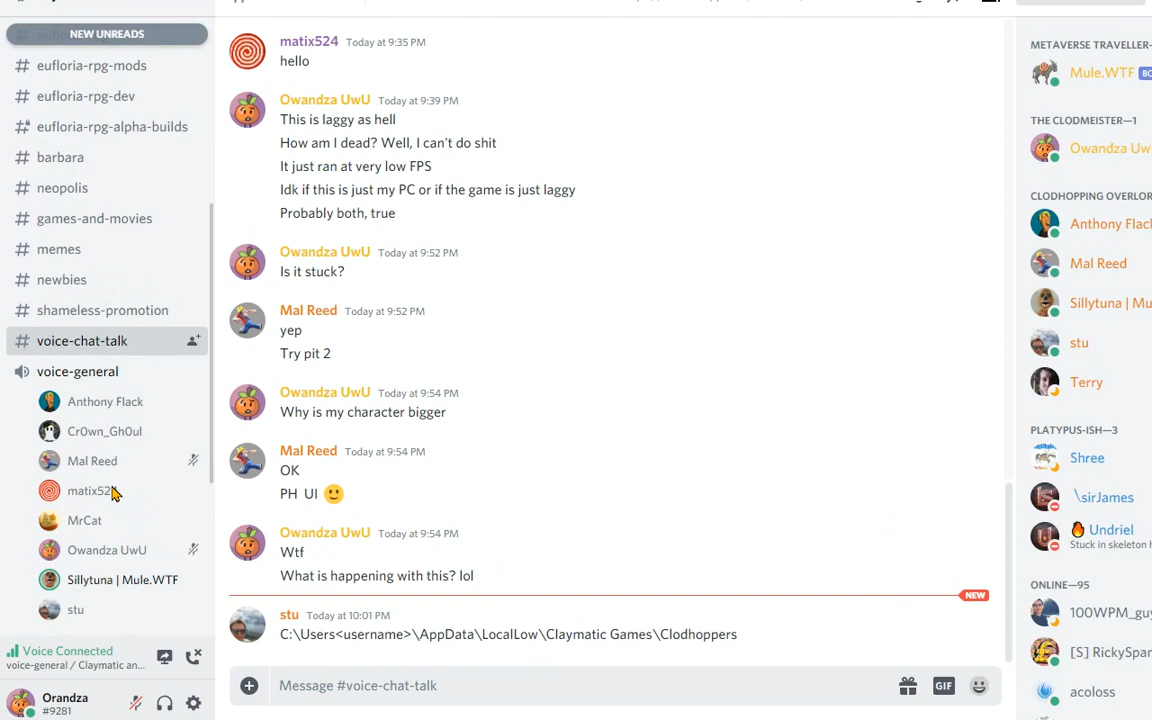 NEW UNREADS
# eufloria-rpg-mods
# eufloria-rpg-dev
# eufloria-rpg-alpha-builds
# barbara
# neopolis
# games-and-movies
# memes
# newbies
# shameless-promotion
# voice-chat-talk
voice-general
Anthony Flack
Cr0wn_Gh0ul
Mal Reed
matix52
MrCat
Owandza UwU
Sillytuna | Mule.WTF
stu
Voice Connected
voice-general / Claymatic an...
Orandza
#9281
matix524 Today at 9:35 PM
hello
Owandza UwU Today at 9:39 PM
This is laggy as hell
How am I dead? Well, I can't do shit
It just ran at very low FPS
Idk if this is just my PC or if the game is just laggy
Probably both, true
Owandza UwU Today at 9:52 PM
Is it stuck?
Mal Reed Today at 9:52 PM
yep
Try pit 2
Owandza UwU Today at 9:54 PM
Why is my character bigger
Mal Reed Today at 9:54 PM
OK
PH UI
Owandza UwU Today at 9:54 PM
Wtf
What is happening with this? lol
NEW
stu Today at 10:01 PM
C:\Users<username>\AppData\LocalLow\Claymatic Games\Clodhoppers
Message #voice-chat-talk
GIF
METAVERSE TRAVELLER—
Mule.WTF BO
THE CLODMEISTER—1
Owandza Uw
CLODHOPPING OVERLOR
Anthony Flac
Mal Reed
Sillytuna | Mu
stu
Terry
PLATYPUS-ISH—3
Shree
\sirJames
Undriel
Stuck in skeleton h
ONLINE—95
100WPM_gu
[S] RickySpar
acoloss